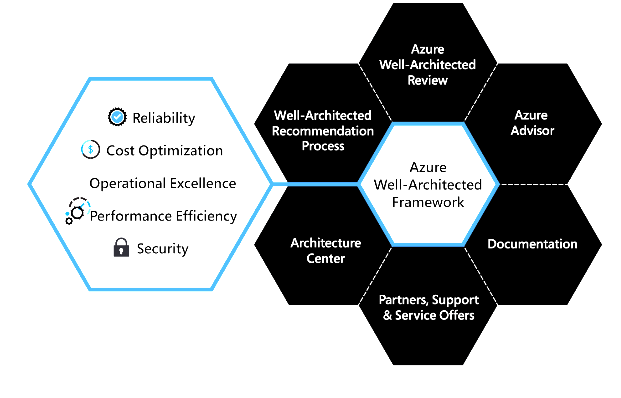 Reliability
Cost Optimization
Operational Excellence
Performance Efficiency
Security
Azure
Well-Architected
Review
Well-Architected
Recommendation
Process
Azure
Advisor
Azure
Well-Architected
Framework
Architecture
Center
Documentation
Partners, Support
& Service Offers